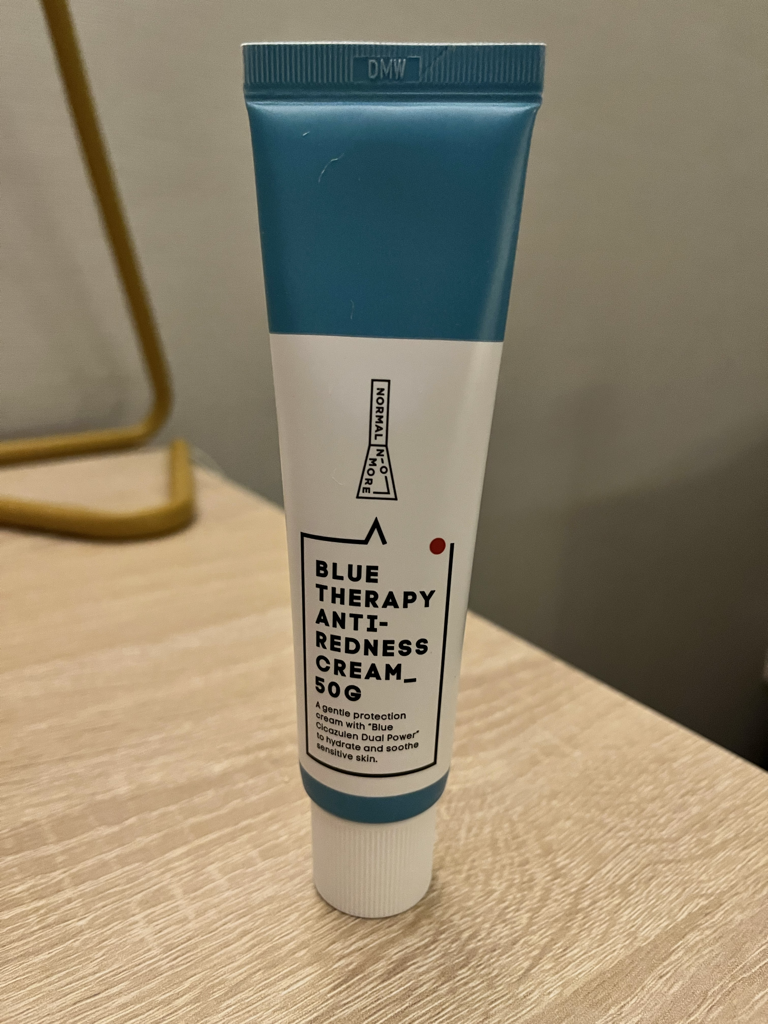 DMW
NORMAL
NO
MORE
BLUE
THERAPY
ANTI-
REDNESS
CREAM_
50G
A gentle protection
cream with "Blue
Cicazulen Dual Power"
to hydrate and soothe
sensitive skin.